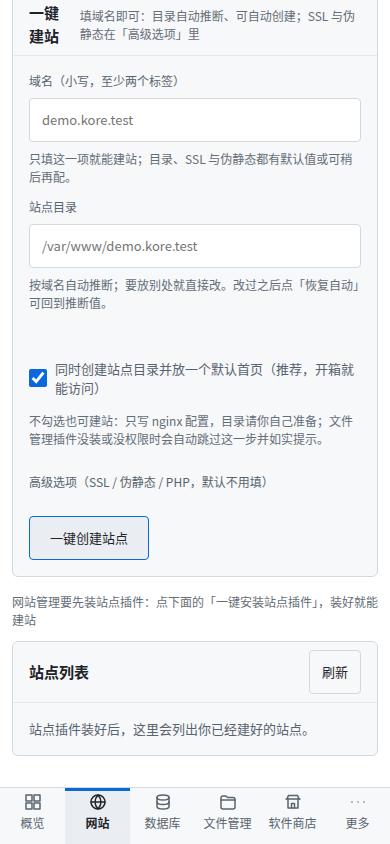 一键
建站
填域名即可：目录自动推断、可自动创建；SSL 与伪
静态在「高级选项」里
域名（小写，至少两个标签）
demo.kore.test
只填这一项就能建站；目录、SSL 与伪静态都有默认值或可稍
后再配。
站点目录
/var/www/demo.kore.test
按域名自动推断；要放别处就直接改。改过之后点「恢复自动」
可回到推断值。
同时创建站点目录并放一个默认首页（推荐，开箱就
能访问）
不勾选也可建站：只写 nginx 配置，目录请你自己准备；文件
管理插件没装或没权限时会自动跳过这一步并如实提示。
高级选项（SSL / 伪静态 / PHP，默认不用填）
一键创建站点
网站管理要先装站点插件：点下面的「一键安装站点插件」，装好就能
建站
站点列表
刷新
站点插件装好后，这里会列出你已经建好的站点。
概览
网站
数据库
文件管理
软件商店
更多